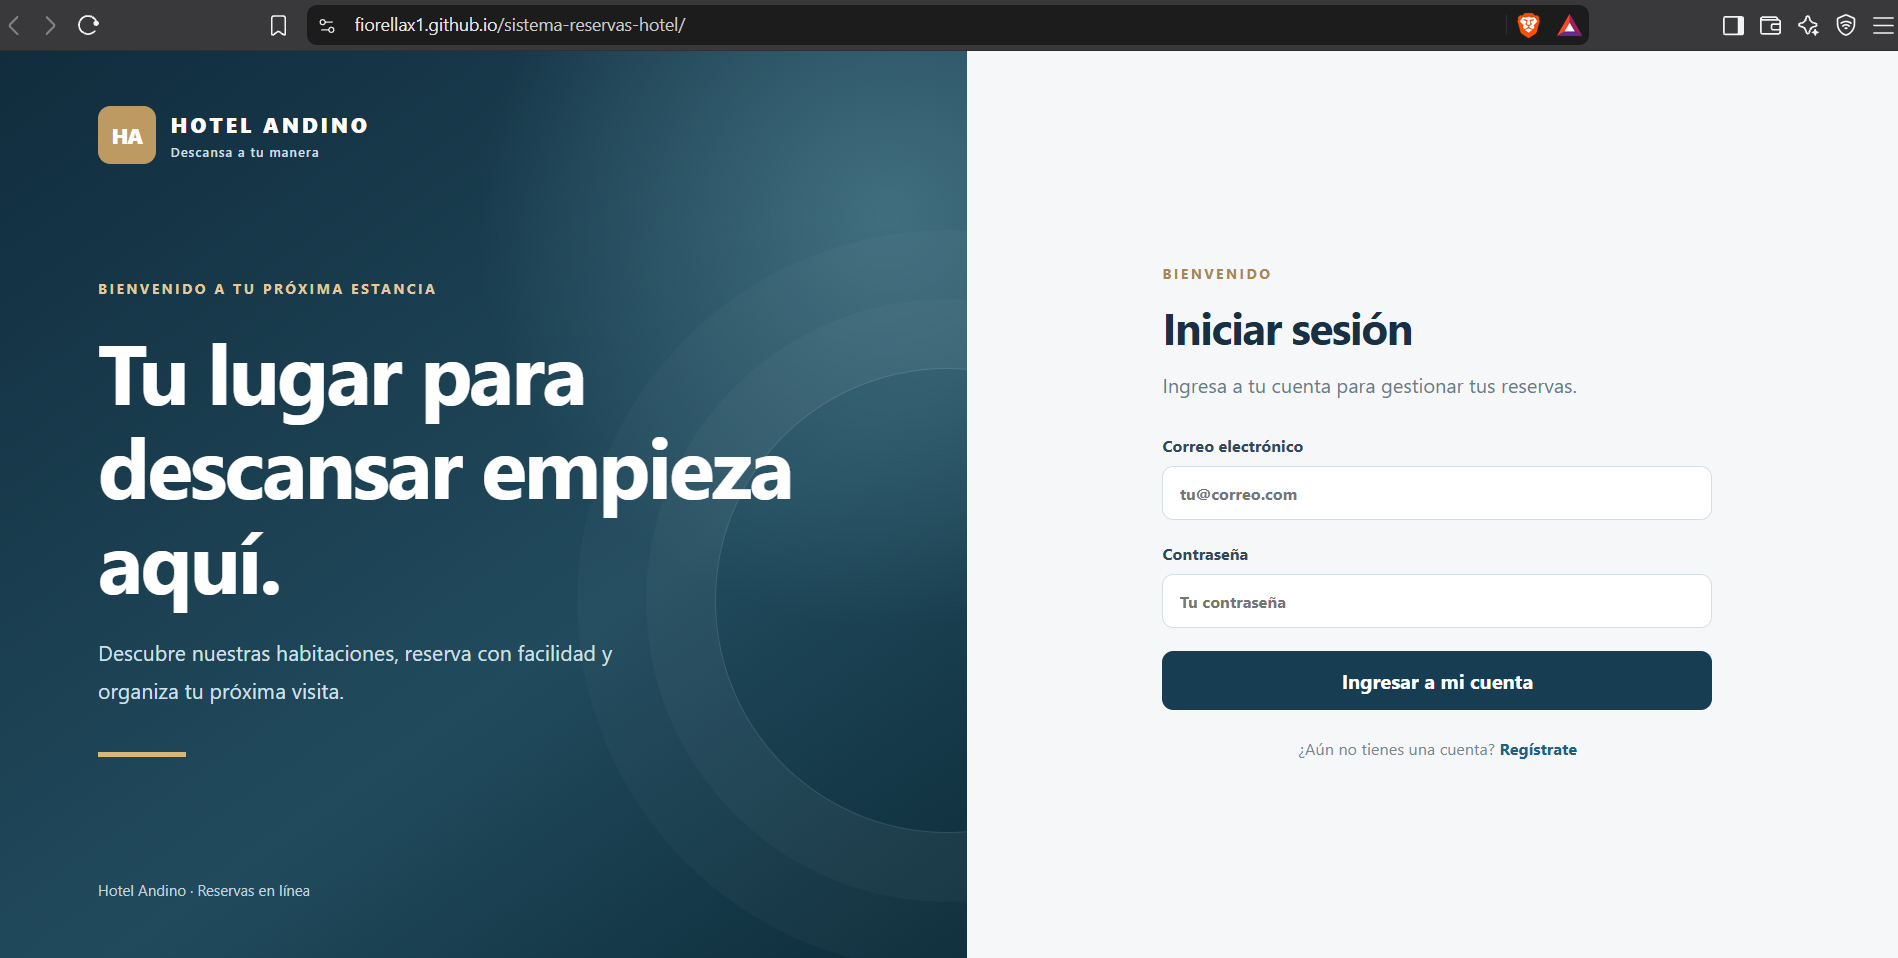 fiorellax1.github.io/sistema-reservas-hotel/
HA
HOTEL ANDINO
Descansa a tu manera
BIENVENIDO A TU PRÓXIMA ESTANCIA
Tu lugar para
descansar empieza
aquí.
Descubre nuestras habitaciones, reserva con facilidad y
organiza tu próxima visita.
Hotel Andino · Reservas en línea
BIENVENIDO
Iniciar sesión
Ingresa a tu cuenta para gestionar tus reservas.
Correo electrónico
tu@correo.com
Contraseña
Tu contraseña
Ingresar a mi cuenta
¿Aún no tienes una cuenta? Regístrate